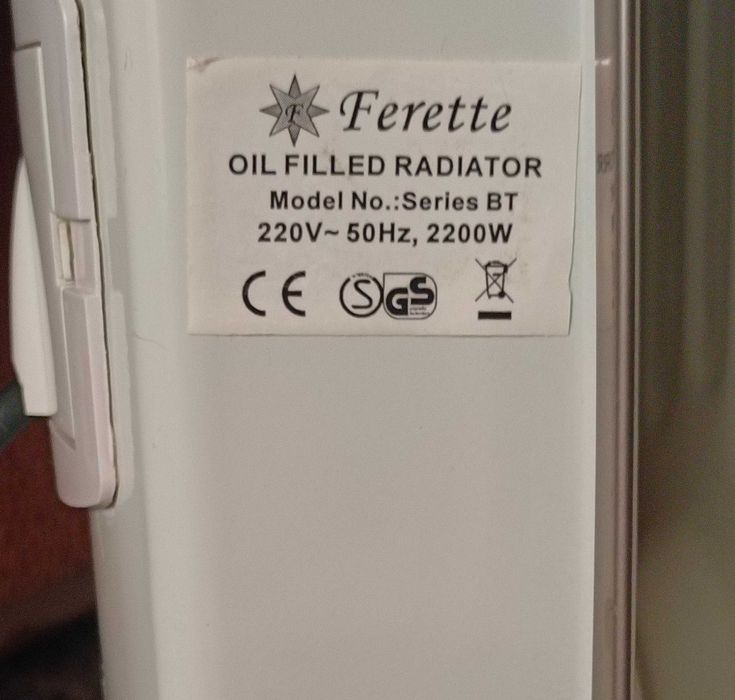 F Ferette
OIL FILLED RADIATOR
Model No.:Series BT
220V~ 50Hz, 2200W
CE S GS